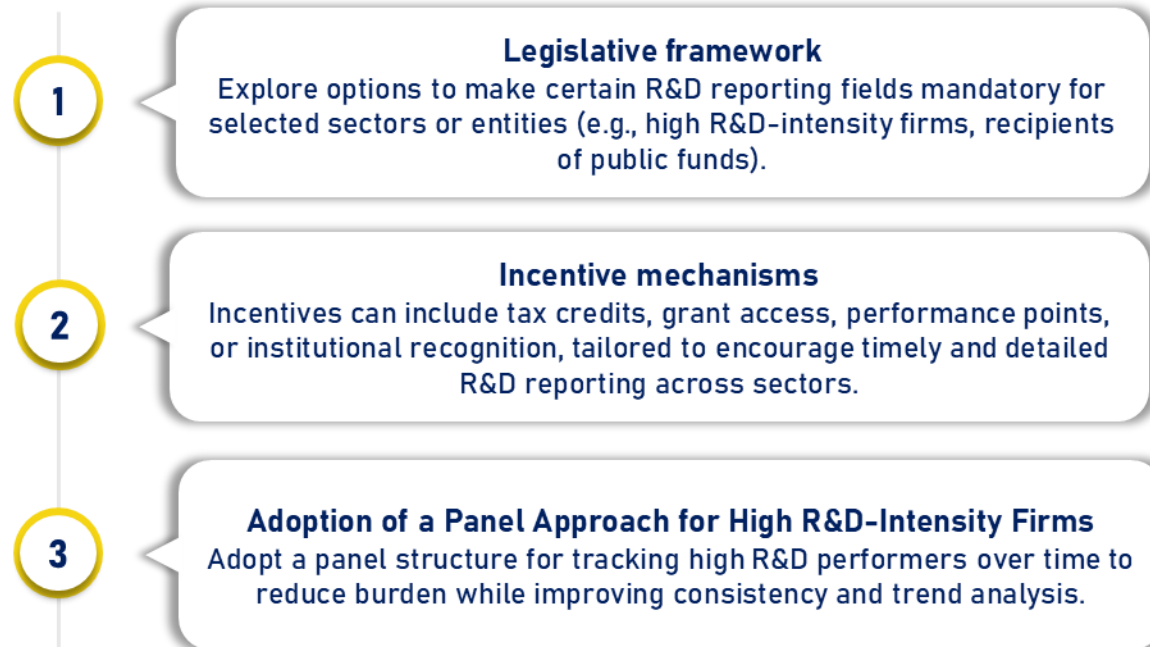 1
Legislative framework
Explore options to make certain R&D reporting fields mandatory for
selected sectors or entities (e.g., high R&D-intensity firms, recipients
of public funds).
2
Incentive mechanisms
Incentives can include tax credits, grant access, performance points,
or institutional recognition, tailored to encourage timely and detailed
R&D reporting across sectors.
3
Adoption of a Panel Approach for High R&D-Intensity Firms
Adopt a panel structure for tracking high R&D performers over time to
reduce burden while improving consistency and trend analysis.